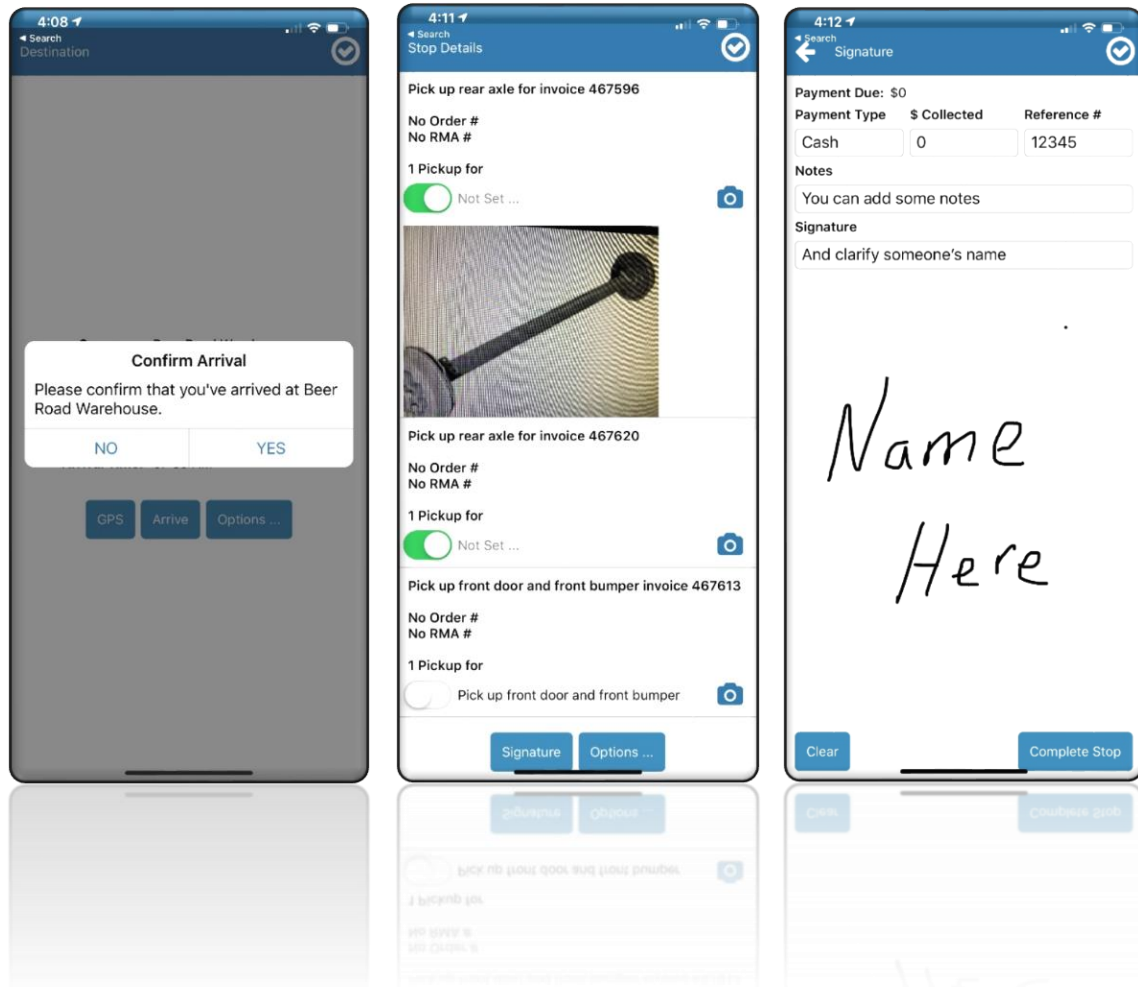 4:08
Search
Destination
Confirm Arrival
Please confirm that you've arrived at Beer
Road Warehouse.
NO YES
GPS Arrive Options ...
4:11
Search
Stop Details
Pick up rear axle for invoice 467596
No Order #
No RMA #
1 Pickup for
Not Set ...
Pick up rear axle for invoice 467620
No Order #
No RMA #
1 Pickup for
Not Set ...
Pick up front door and front bumper invoice 467613
No Order #
No RMA #
1 Pickup for
Pick up front door and front bumper
Signature Options ...
4:12
Search
Signature
Payment Due: $0
Payment Type $ Collected Reference #
Cash 0 12345
Notes
You can add some notes
Signature
And clarify someone's name
Name
Here
Clear Complete Stop